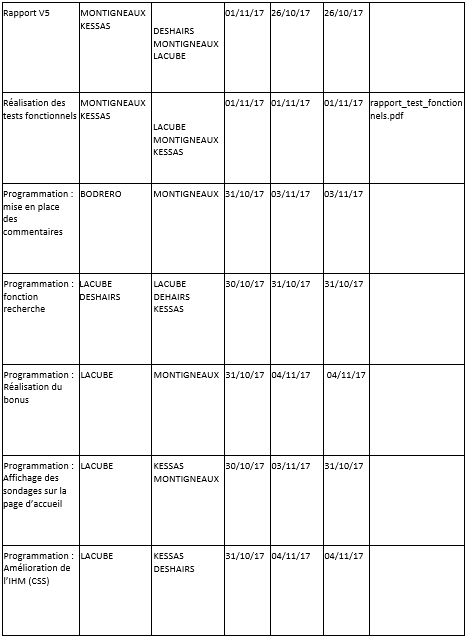 Rapport V5
MONTIGNEAUX
KESSAS
DESHAIRS
MONTIGNEAUX
LACUBE
01/11/17
26/10/17
26/10/17
Réalisation des
tests fonctionnels
MONTIGNEAUX
KESSAS
LACUBE
MONTIGNEAUX
KESSAS
01/11/17
01/11/17
01/11/17
rapport_test_fonctio
nnels.pdf
Programmation :
mise en place
des
commentaires
BODRERO
MONTIGNEAUX
31/10/17
03/11/17
03/11/17
Programmation :
fonction
recherche
LACUBE
DESHAIRS
LACUBE
DEHAIRS
KESSAS
30/10/17
31/10/17
31/10/17
Programmation :
Réalisation du
bonus
LACUBE
MONTIGNEAUX
31/10/17
04/11/17
04/11/17
Programmation :
Affichage des
sondages sur la
page d’accueil
LACUBE
KESSAS
MONTIGNEAUX
30/10/17
03/11/17
31/10/17
Programmation :
Amélioration de
l’IHM (CSS)
LACUBE
KESSAS
DESHAIRS
31/10/17
04/11/17
04/11/17